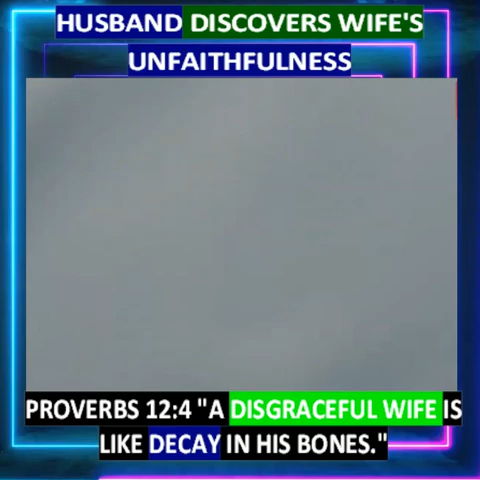 HUSBAND DISCOVERS WIFE'S
UNFAITHFULNESS
PROVERBS 12:4 "A DISGRACEFUL WIFE IS
LIKE DECAY IN HIS BONES."